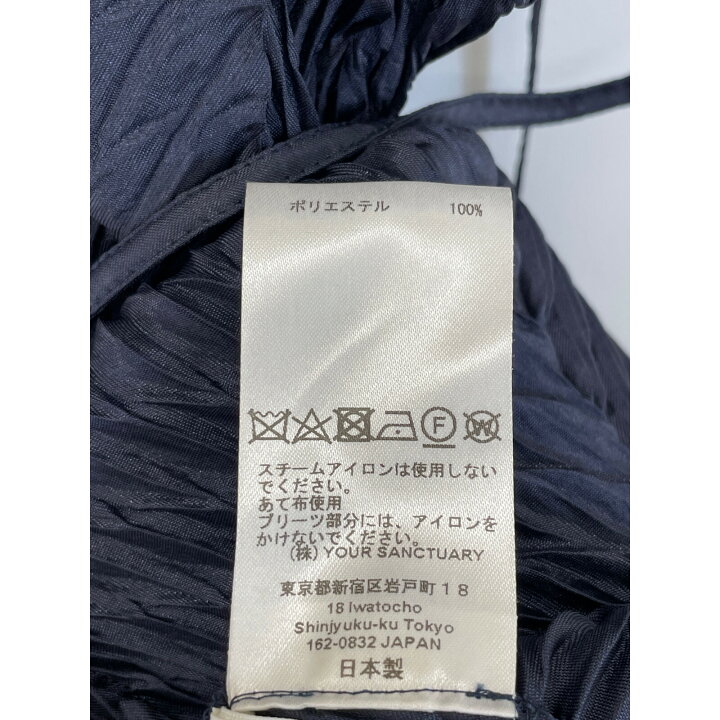 ポリエステル 100%
F W
スチームアイロンは使用しない
でください。
あて布使用
プリーツ部分には、アイロンを
かけないでください。
(株) YOUR SANCTUARY
東京都新宿区岩戸町18
18 Iwatocho
Shinjyuku-ku Tokyo
162-0832 JAPAN
日本製